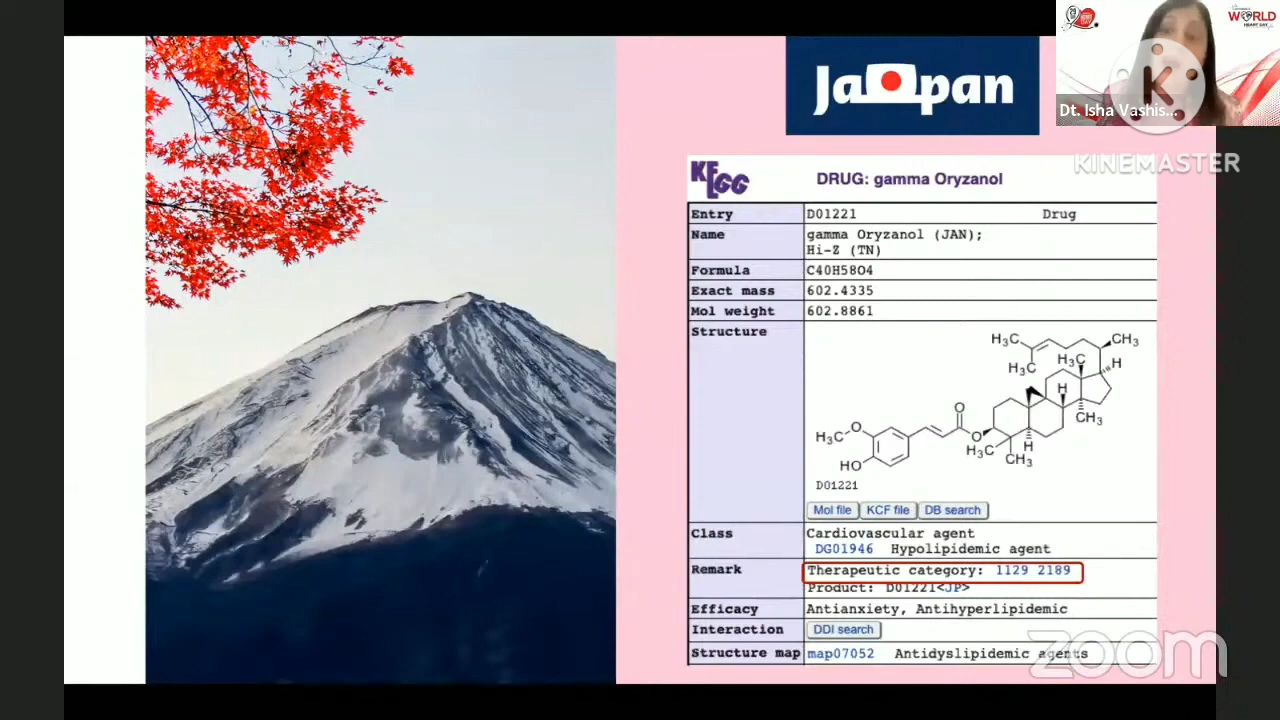 Japan
WORLD
HEART DAY
Dt. Isha Vashis...
KINEMASTER
KEGG
DRUG: gamma Oryzanol
Entry D01221 Drug
Name gamma Oryzanol (JAN);
Hi-Z (TN)
Formula C40H58O4
Exact mass 602.4335
Mol weight 602.8861
Structure
H₃C
CH₃
H₃C
H₃C
H
H
CH₃
O
H₃C
O
O
H
H₃C
CH₃
HO
D01221
Mol file KCF file DB search
Class Cardiovascular agent
DG01946 Hypolipidemic agent
Remark Therapeutic category: 1129 2189
Product: D01221<JP>
Efficacy Antianxiety, Antihyperlipidemic
Interaction DDI search
Structure map map07052 Antidyslipidemic agents
zoom